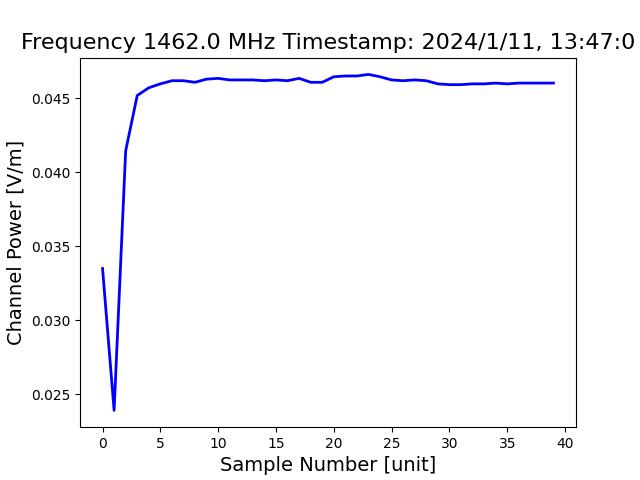 Frequency 1462.0 MHz Timestamp: 2024/1/11, 13:47:0
Channel Power [V/m]
0.045
0.040
0.035
0.030
0.025
0 5 10 15 20 25 30 35 40
Sample Number [unit]